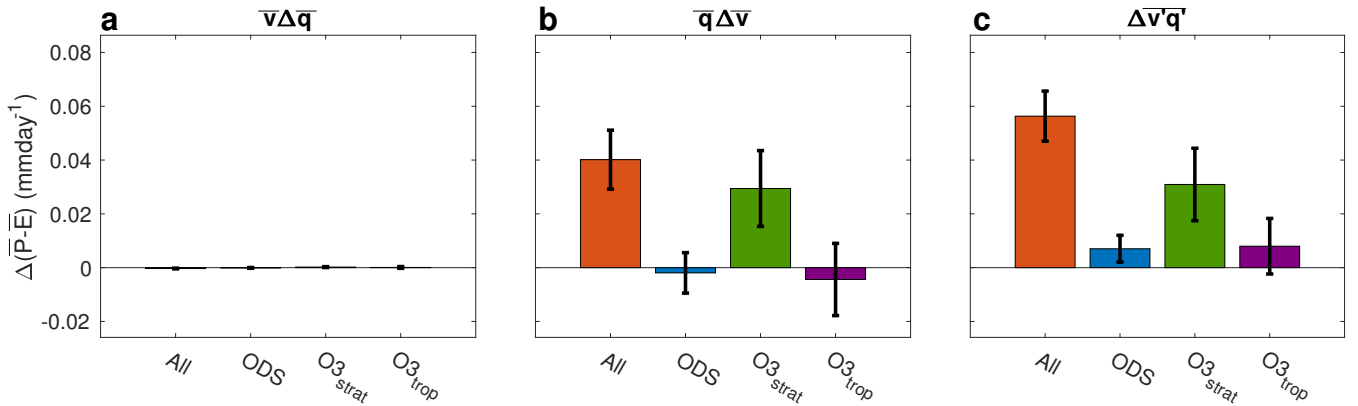 a
v̅Δq̅
Δ(P̅-E̅) (mmday⁻¹)
0.08
0.06
0.04
0.02
0
-0.02
All
ODS
O3strat
O3trop
b
q̅Δv̅
All
ODS
O3strat
O3trop
c
Δv'q'
All
ODS
O3strat
O3trop